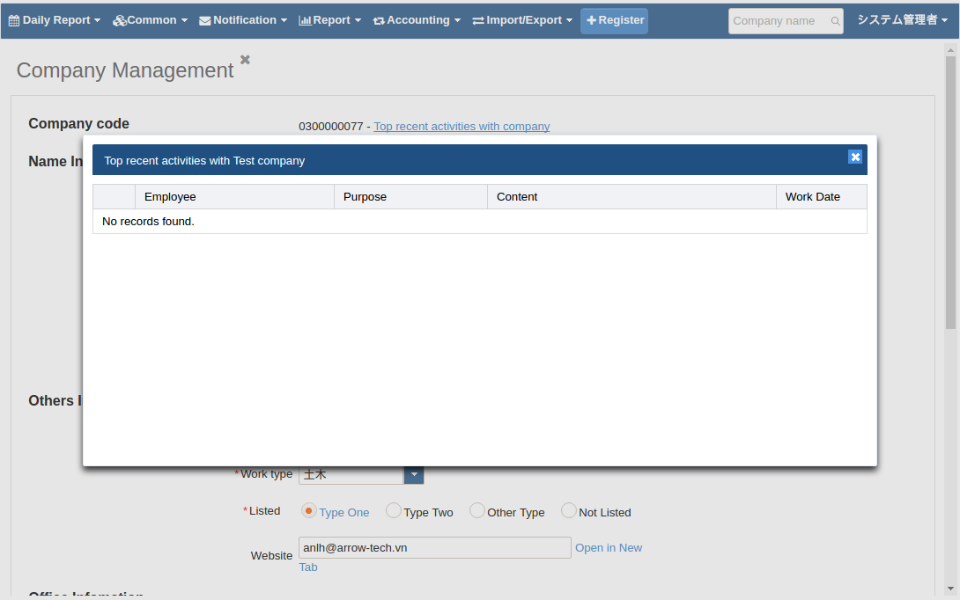 Daily Report Common Notification Report Accounting Import/Export Register Company name システム管理者
Company Management
Company code 0300000077 - Top recent activities with company
Name In
Top recent activities with Test company
Employee Purpose Content Work Date
No records found.
Others I
*Work type 土木
*Listed Type One Type Two Other Type Not Listed
Website anlh@arrow-tech.vn Open in New
Tab
Office Infomation